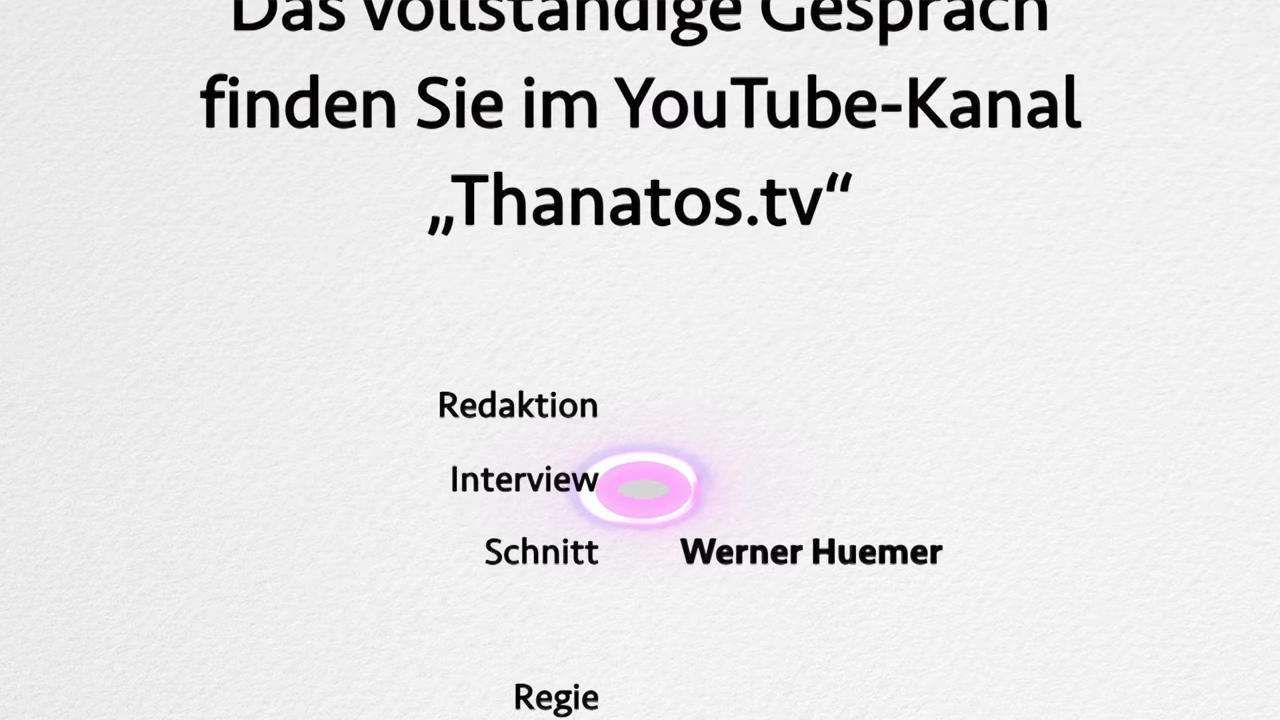 Das vollständige Gespräch
finden Sie im YouTube-Kanal
„Thanatos.tv“
Redaktion
Interview
Schnitt Werner Huemer
Regie